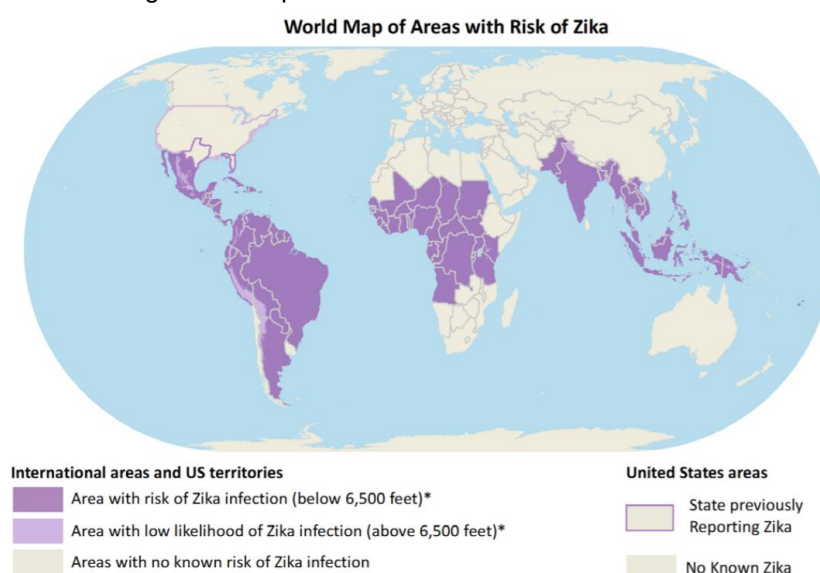 World Map of Areas with Risk of Zika
International areas and US territories
Area with risk of Zika infection (below 6,500 feet)*
Area with low likelihood of Zika infection (above 6,500 feet)*
Areas with no known risk of Zika infection
United States areas
State previously
Reporting Zika
No Known Zika